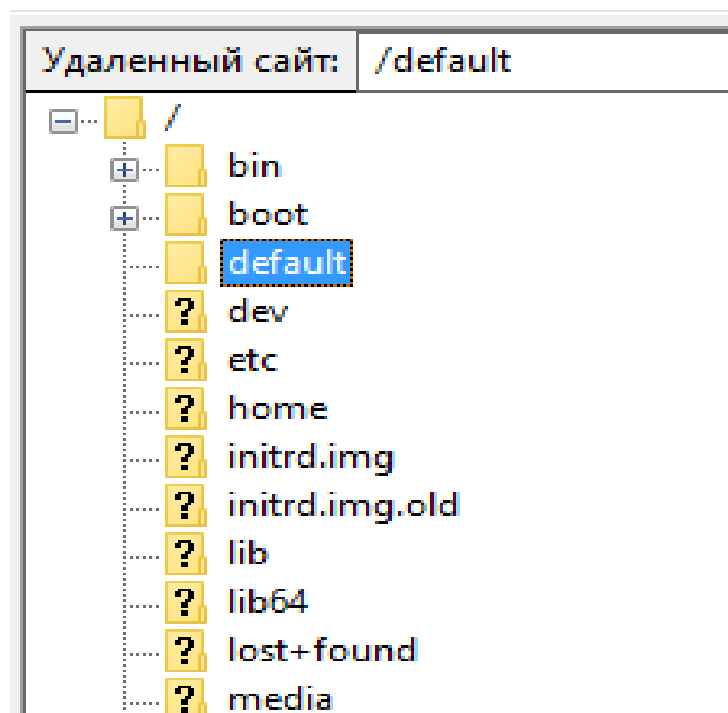 Удаленный сайт: /default
/
bin
boot
default
? dev
? etc
? home
? initrd.img
? initrd.img.old
? lib
? lib64
? lost+found
? media